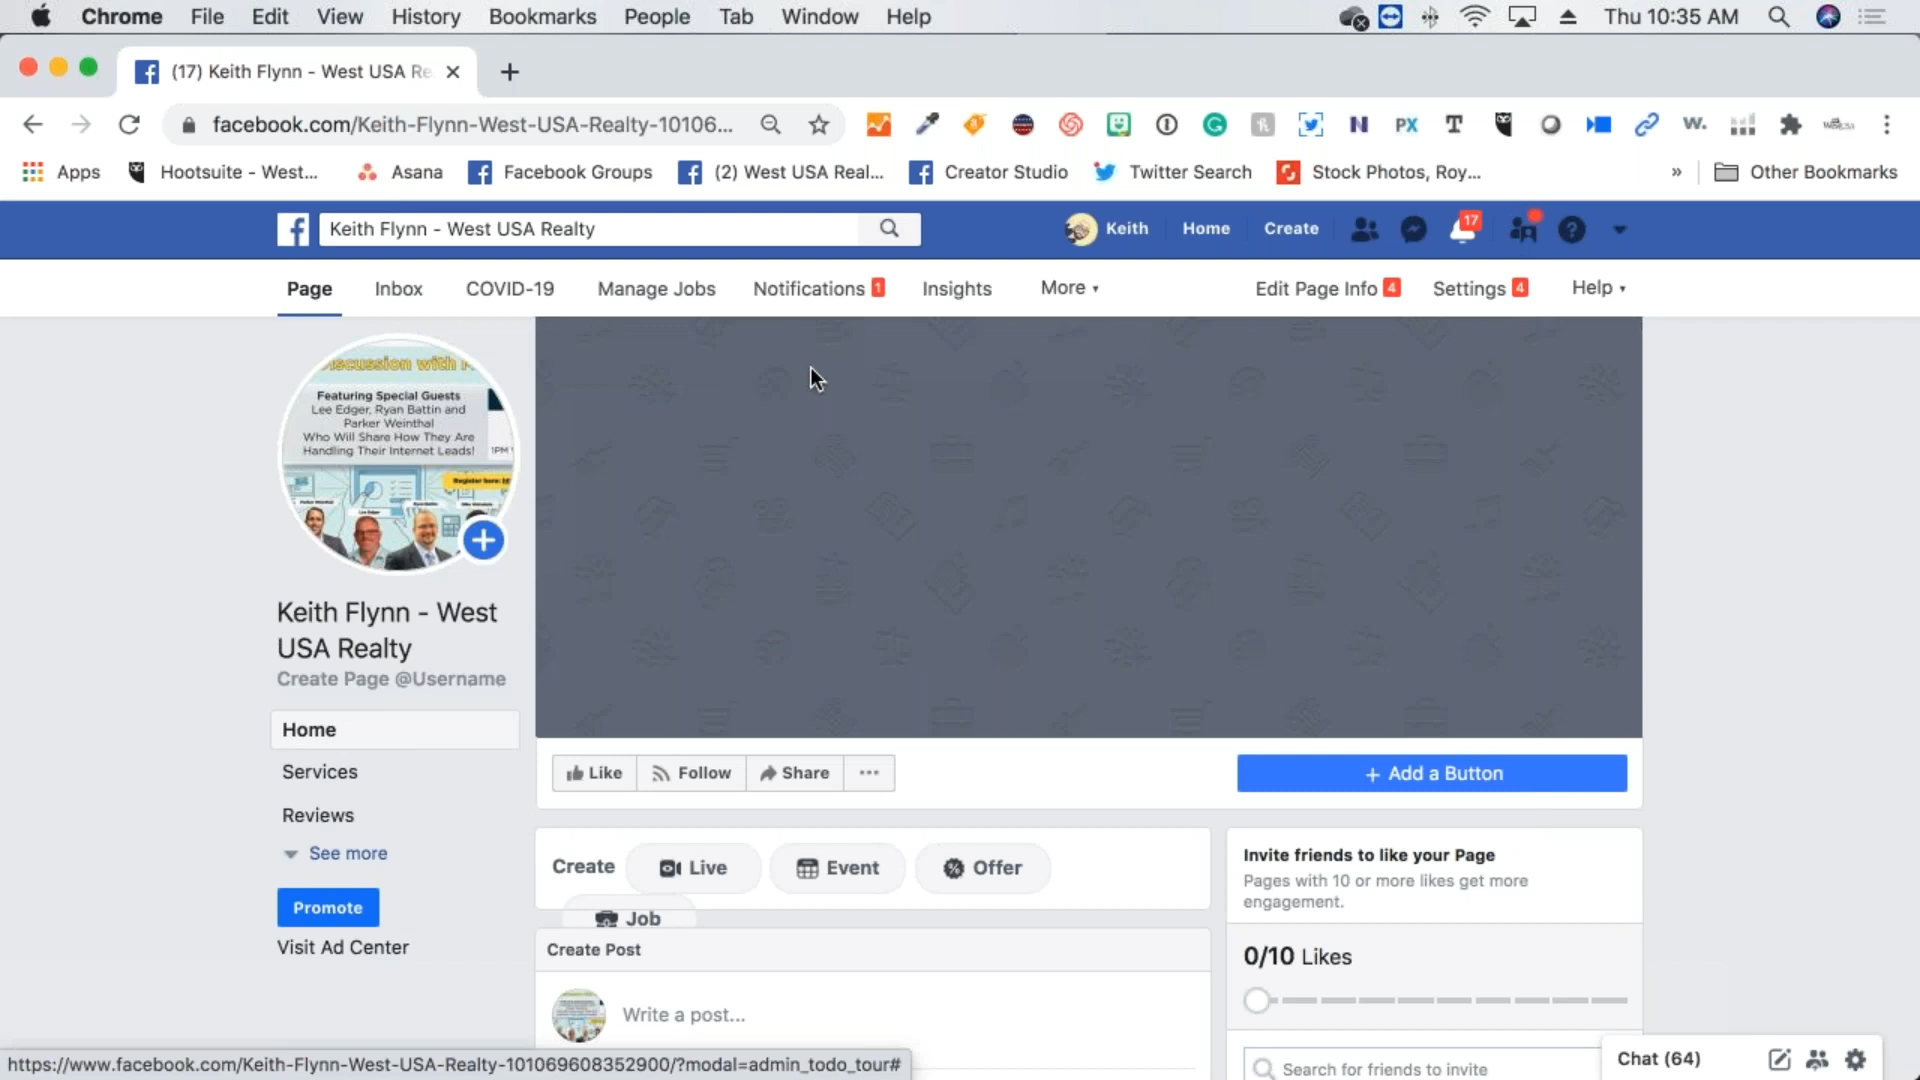 Chrome File Edit View History Bookmarks People Tab Window Help Thu 10:35 AM
(17) Keith Flynn - West USA Re
facebook.com/Keith-Flynn-West-USA-Realty-10106...
Apps Hootsuite - West... Asana Facebook Groups (2) West USA Real... Creator Studio Twitter Search Stock Photos, Roy... » Other Bookmarks
Keith Flynn - West USA Realty Keith Home Create 17
Page Inbox COVID-19 Manage Jobs Notifications 1 Insights More Edit Page Info 4 Settings 4 Help
Discussion with
Featuring Special Guests
Lee Edger, Ryan Battin and
Parker Weinthal
Who Will Share How They Are
Handling Their Internet Leads!
1PM
Register here:
Keith Flynn - West
USA Realty
Create Page @Username
Home
Services
Reviews
See more
Promote
Visit Ad Center
Like Follow Share ...
+ Add a Button
Create Live Event Offer
Job
Create Post
Write a post...
Invite friends to like your Page
Pages with 10 or more likes get more
engagement.
0/10 Likes
Search for friends to invite
Chat (64)
https://www.facebook.com/Keith-Flynn-West-USA-Realty-101069608352900/?modal=admin_todo_tour#